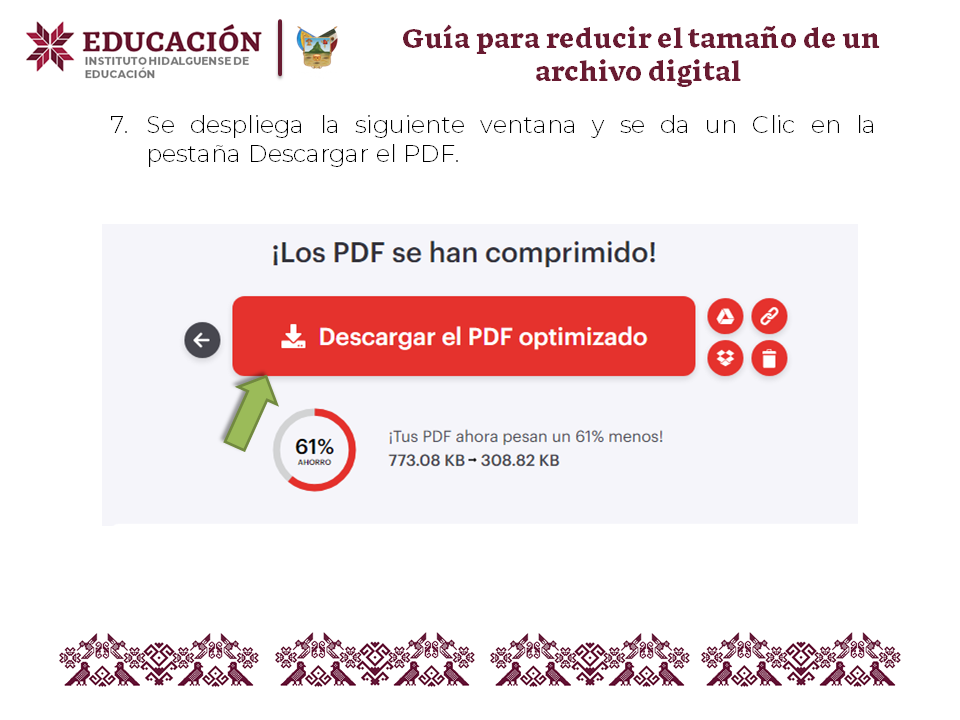 EDUCACIÓN
INSTITUTO HIDALGUENSE DE
EDUCACIÓN
Guía para reducir el tamaño de un
archivo digital
7. Se despliega la siguiente ventana y se da un Clic en la
pestaña Descargar el PDF.
¡Los PDF se han comprimido!
Descargar el PDF optimizado
61%
AHORRO
¡Tus PDF ahora pesan un 61% menos!
773.08 KB→308.82 KB